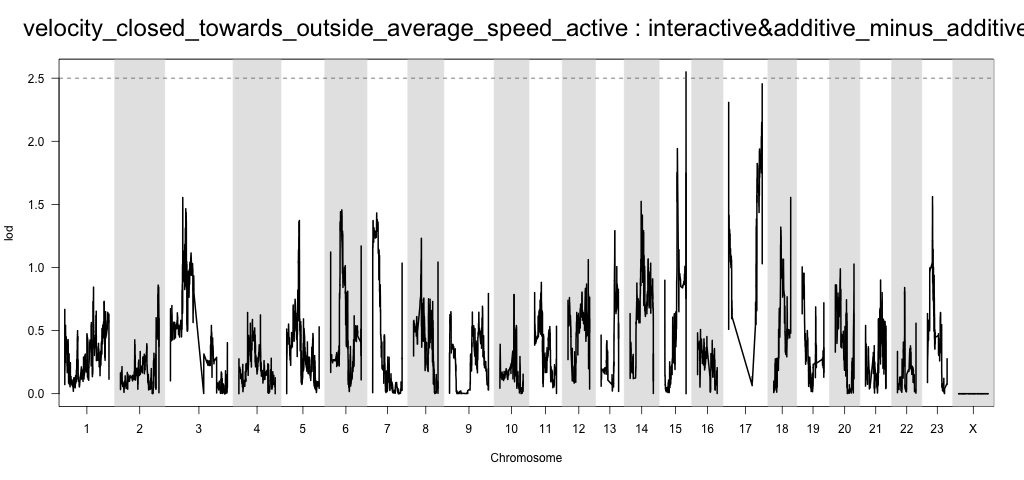 velocity_closed_towards_outside_average_speed_active : interactive&additive_minus_additive
2.5
2.0
1.5
1.0
0.5
0.0
lod
1 2 3 4 5 6 7 8 9 10 11 12 13 14 15 16 17 18 19 20 21 22 23 X
Chromosome